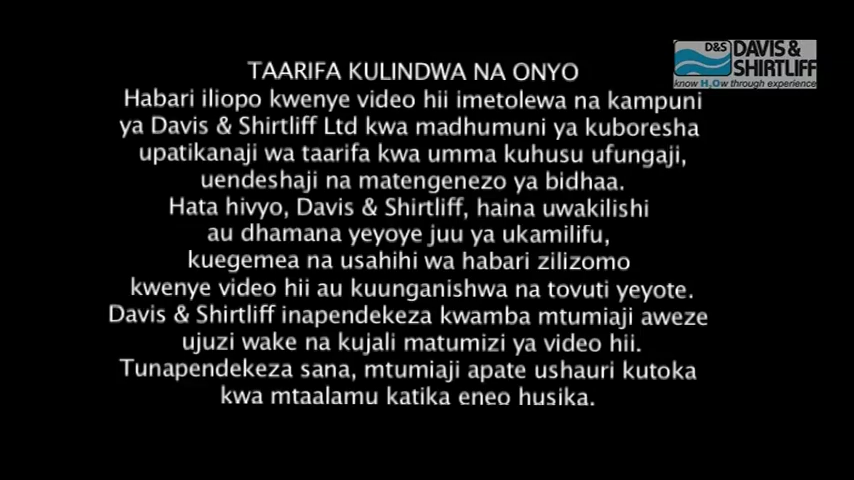 D&S DAVIS &
SHIRTLIFF
know H₂Ow through experience
TAARIFA KULINDWA NA ONYO
Habari iliopo kwenye video hii imetolewa na kampuni
ya Davis & Shirtliff Ltd kwa madhumuni ya kuboresha
upatikanaji wa taarifa kwa umma kuhusu ufungaji,
uendeshaji na matengenezo ya bidhaa.
Hata hivyo, Davis & Shirtliff, haina uwakilishi
au dhamana yeyoye juu ya ukamilifu,
kuegemea na usahihi wa habari zilizomo
kwenye video hii au kuunganishwa na tovuti yeyote.
Davis & Shirtliff inapendekeza kwamba mtumiaji aweze
ujuzi wake na kujali matumizi ya video hii.
Tunapendekeza sana, mtumiaji apate ushauri kutoka
kwa mtaalamu katika eneo husika.